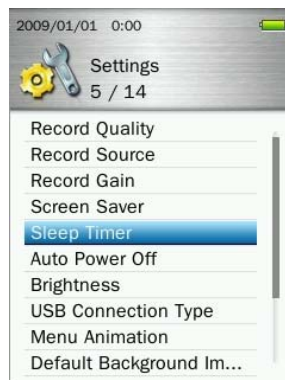 2009/01/01 0:00
Settings
5 / 14
Record Quality
Record Source
Record Gain
Screen Saver
Sleep Timer
Auto Power Off
Brightness
USB Connection Type
Menu Animation
Default Background Im...